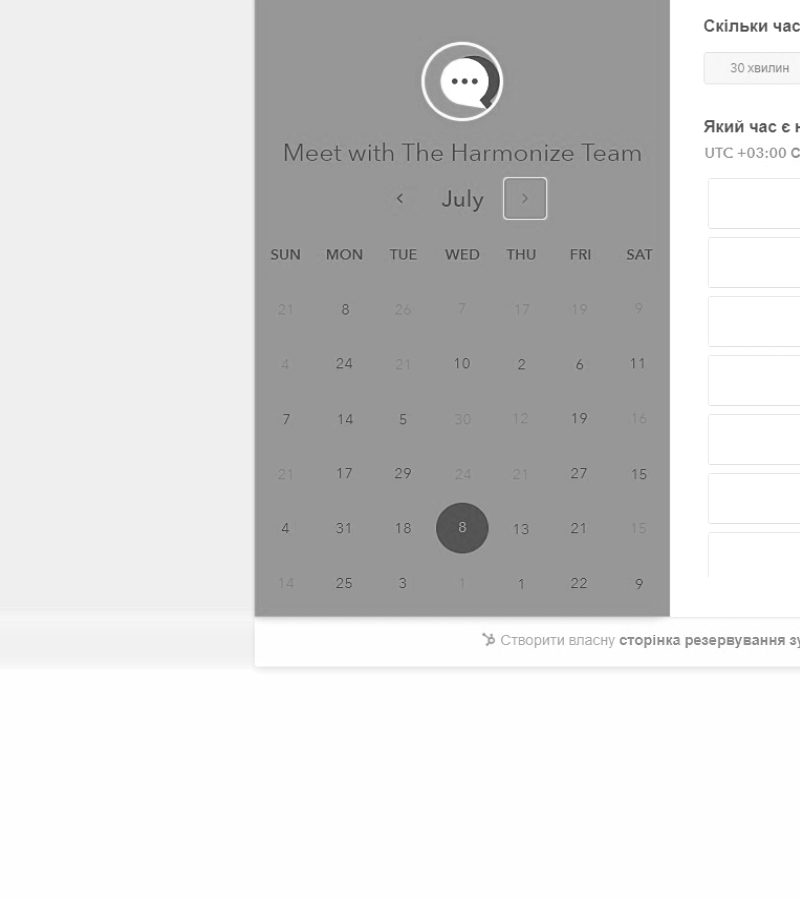 Скільки час
30 хвилин
Meet with The Harmonize Team
Який час є н
UTC +03:00 С
July
SUN MON TUE WED THU FRI SAT
21 8 26 7 17 19 9
4 24 21 10 2 6 11
7 14 5 30 12 19 16
21 17 29 24 21 27 15
4 31 18 8 13 21 15
14 25 3 1 1 22 9
Створити власну сторінка резервування зу